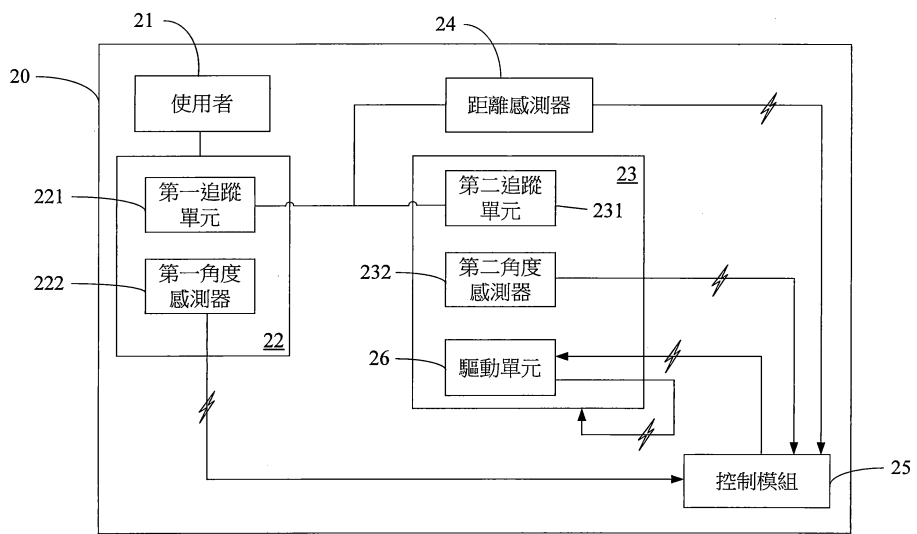 21
24
20
使用者
距離感測器
23
221
第一追蹤
單元
第二追蹤
單元
231
222
第一角度
感測器
232
第二角度
感測器
22
26
驅動單元
控制模組
25